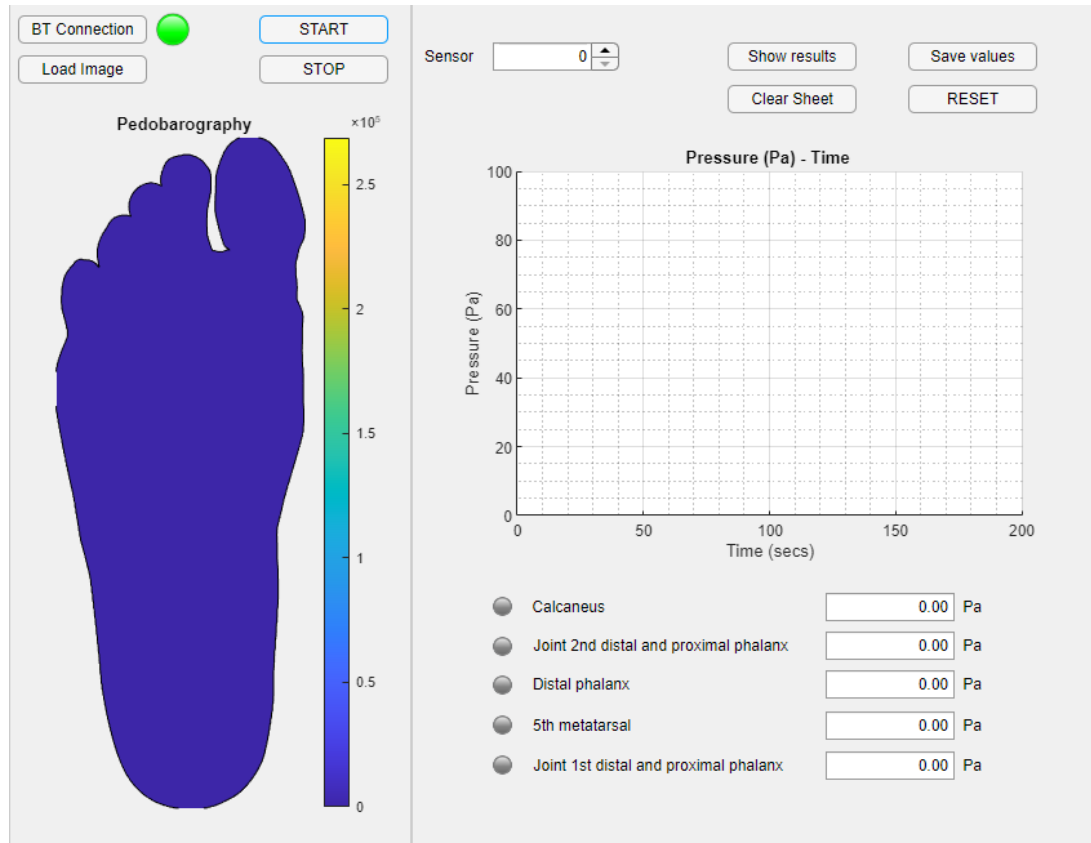 BT Connection
START
Load Image
STOP
Pedobarography
×10⁵
2.5
2
1.5
1
0.5
0
Sensor
0
Show results
Save values
Clear Sheet
RESET
Pressure (Pa) - Time
Pressure (Pa)
100
80
60
40
20
0
0
50
100
150
200
Time (secs)
Calcaneus 0.00 Pa
Joint 2nd distal and proximal phalanx 0.00 Pa
Distal phalanx 0.00 Pa
5th metatarsal 0.00 Pa
Joint 1st distal and proximal phalanx 0.00 Pa